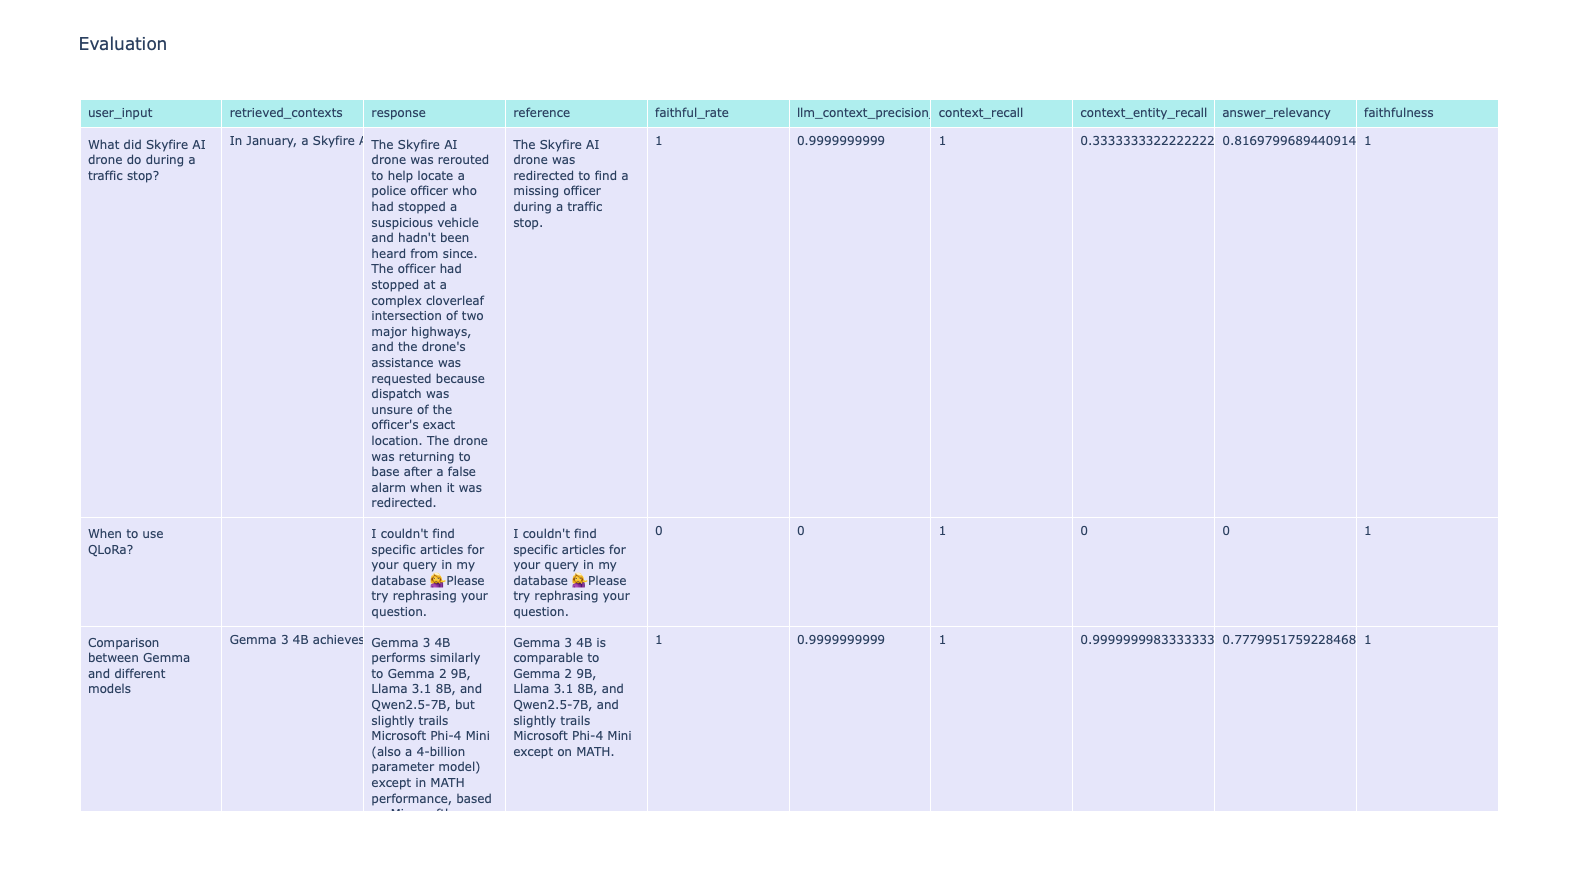 Evaluation
user_input retrieved_contexts response reference faithful_rate llm_context_precision_ context_recall context_entity_recall answer_relevancy faithfulness
What did Skyfire AI
drone do during a
traffic stop?
In January, a Skyfire A
The Skyfire AI
drone was rerouted
to help locate a
police officer who
had stopped a
suspicious vehicle
and hadn't been
heard from since.
The officer had
stopped at a
complex cloverleaf
intersection of two
major highways,
and the drone's
assistance was
requested because
dispatch was
unsure of the
officer's exact
location. The drone
was returning to
base after a false
alarm when it was
redirected.
The Skyfire AI
drone was
redirected to find a
missing officer
during a traffic
stop.
1
0.9999999999
1
0.3333333322222222
0.8169799689440914
1
When to use
QLoRa?
I couldn't find
specific articles for
your query in my
database 🤷‍♀️Please
try rephrasing your
question.
I couldn't find
specific articles for
your query in my
database 🤷‍♀️Please
try rephrasing your
question.
0
0
1
0
0
1
Comparison
between Gemma
and different
models
Gemma 3 4B achieves
Gemma 3 4B
performs similarly
to Gemma 2 9B,
Llama 3.1 8B, and
Qwen2.5-7B, but
slightly trails
Microsoft Phi-4 Mini
(also a 4-billion
parameter model)
except in MATH
performance, based
Gemma 3 4B is
comparable to
Gemma 2 9B,
Llama 3.1 8B, and
Qwen2.5-7B, and
slightly trails
Microsoft Phi-4 Mini
except on MATH.
1
0.9999999999
1
0.9999999983333333
0.7779951759228468
1